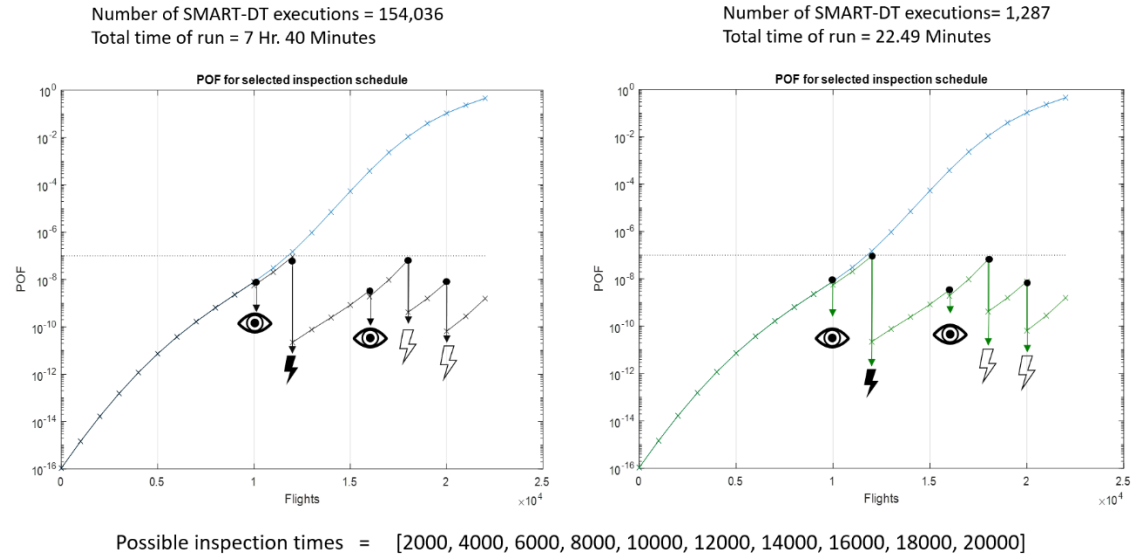 Number of SMART-DT executions = 154,036
Total time of run = 7 Hr. 40 Minutes
Number of SMART-DT executions= 1,287
Total time of run = 22.49 Minutes
POF for selected inspection schedule
10^0
10^-2
10^-4
10^-6
10^-8
10^-10
10^-12
10^-14
10^-16
POF
0
0.5
1
1.5
2
2.5
Flights
×10^4
POF for selected inspection schedule
10^0
10^-2
10^-4
10^-6
10^-8
10^-10
10^-12
10^-14
10^-16
POF
0
0.5
1
1.5
2
2.5
Flights
×10^4
Possible inspection times = [2000, 4000, 6000, 8000, 10000, 12000, 14000, 16000, 18000, 20000]